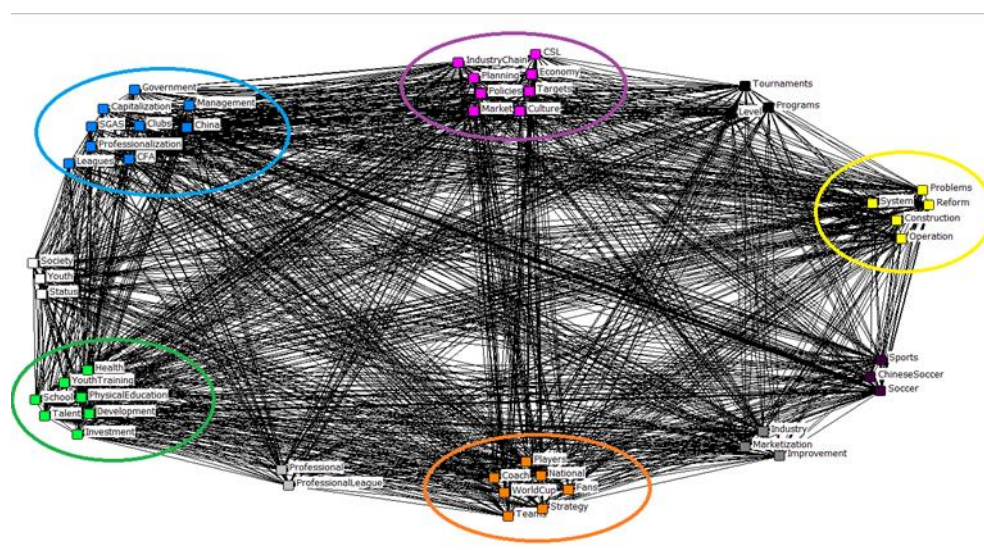 Government
Capitalization
Management
SGAS
Clubs
China
Professionalization
Leagues
CFA
IndustryChain
CSL
Planning
Economy
Policies
Targets
Market
Culture
Tournaments
Programs
Level
Problems
System
Reform
Construction
Operation
Society
Youth
Status
Health
YouthTraining
School
PhysicalEducation
Talent
Development
Investment
Professional
ProfessionalLeague
Players
Coach
National
WorldCup
Fans
Teams
Strategy
Sports
ChineseSoccer
Soccer
Industry
Marketization
Improvement